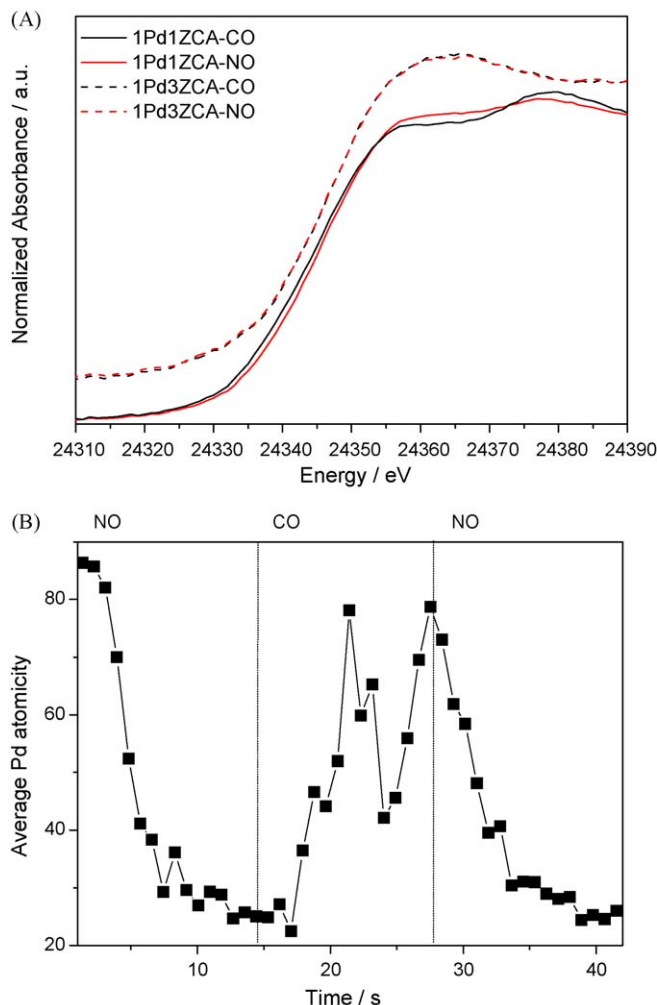 (A)
1Pd1ZCA-CO
1Pd1ZCA-NO
1Pd3ZCA-CO
1Pd3ZCA-NO
Normalized Absorbance / a.u.
24310 24320 24330 24340 24350 24360 24370 24380 24390
Energy / eV
(B)
NO CO NO
80
60
40
20
Average Pd atomicity
10 20 30 40
Time / s